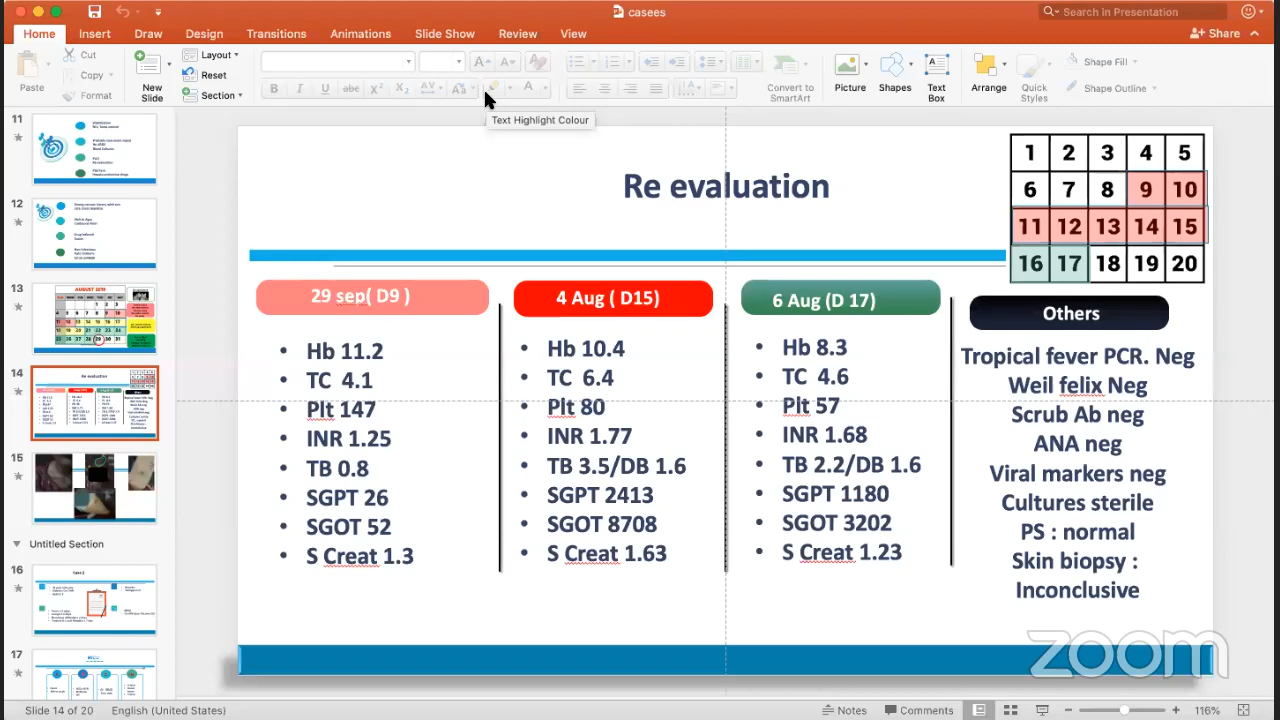 casees
Search in Presentation
Home Insert Draw Design Transitions Animations Slide Show Review View
Share
Paste
Cut
Copy
Format
New Slide
Layout
Reset
Section
Convert to SmartArt
Picture
Shapes
Text Box
Arrange
Quick Styles
Shape Fill
Shape Outline
Text Highlight Colour
11
12
13
AUGUST 2019
14
15
Untitled Section
16
17
Re evaluation
1 2 3 4 5
6 7 8 9 10
11 12 13 14 15
16 17 18 19 20
29 sep( D9 )
• Hb 11.2
• TC 4.1
• Plt 147
• INR 1.25
• TB 0.8
• SGPT 26
• SGOT 52
• S Creat 1.3
4 Aug ( D15)
• Hb 10.4
• TC 6.4
• Plt 80
• INR 1.77
• TB 3.5/DB 1.6
• SGPT 2413
• SGOT 8708
• S Creat 1.63
6 Aug (D 17)
• Hb 8.3
• TC 4.6
• Plt 57
• INR 1.68
• TB 2.2/DB 1.6
• SGPT 1180
• SGOT 3202
• S Creat 1.23
Others
Tropical fever PCR. Neg
Weil felix Neg
Scrub Ab neg
ANA neg
Viral markers neg
Cultures sterile
PS : normal
Skin biopsy :
Inconclusive
zoom
Slide 14 of 20
English (United States)
Notes
Comments
116%